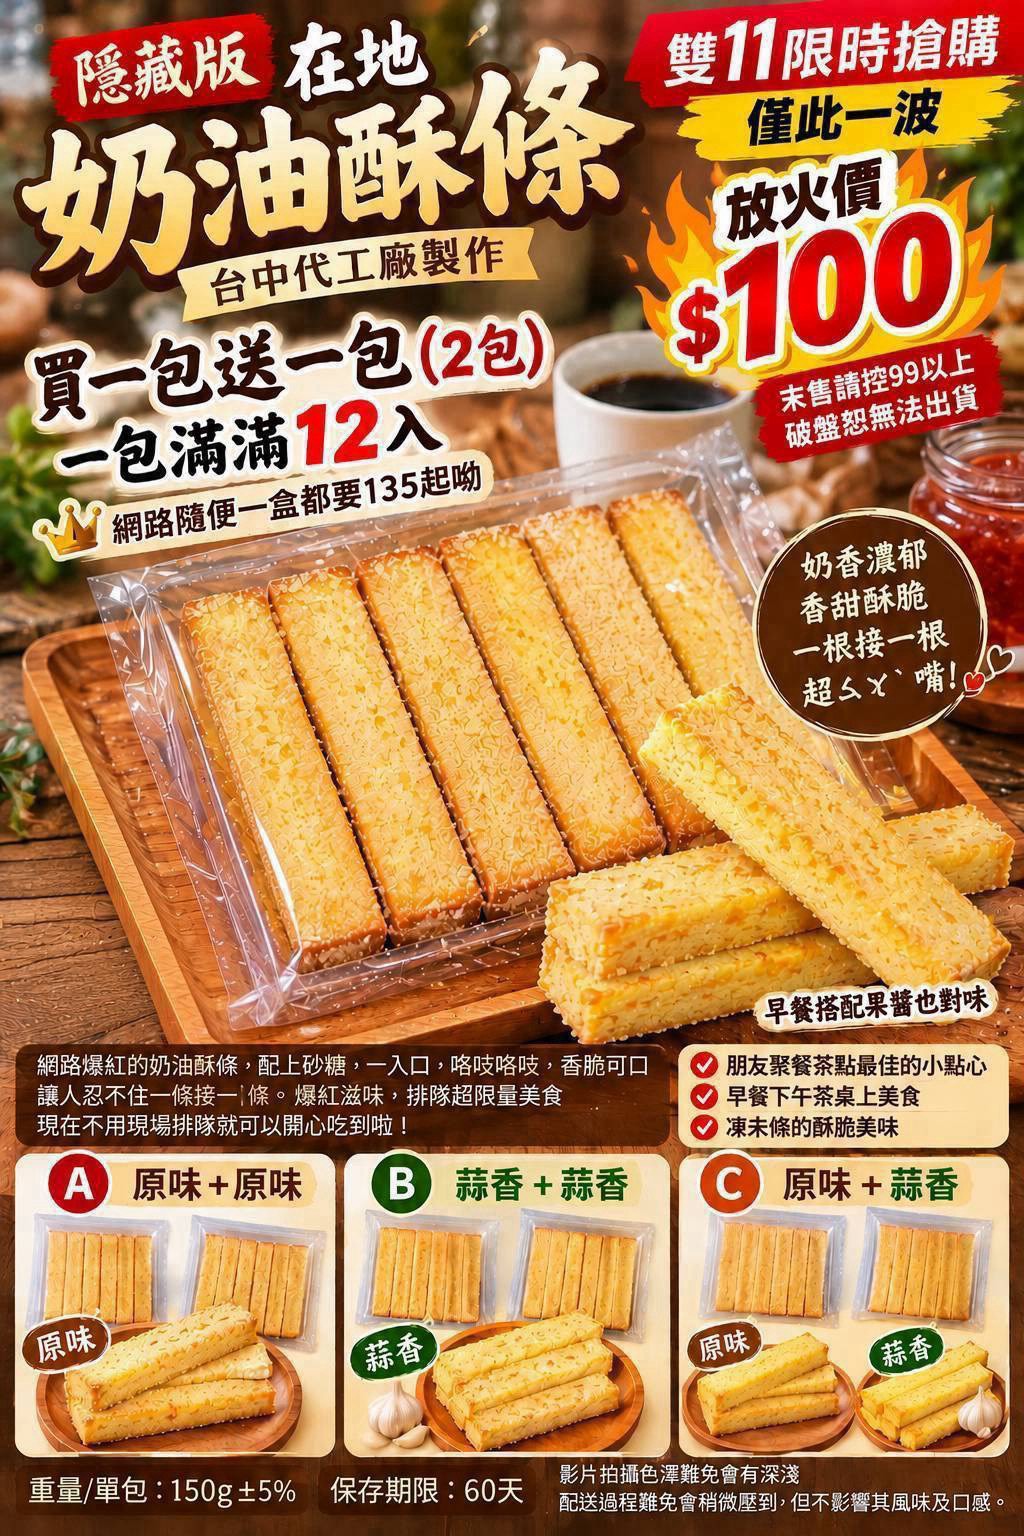 隱藏版 在地
奶油酥條
台中代工廠製作
雙11限時搶購
僅此一波
放火價
$100
末售請控99以上
破盤恕無法出貨
買一包送一包(2包)
一包滿滿12入
網路隨便一盒都要135起呦
奶香濃郁
香甜酥脆
一根接一根
超ㄙㄨˋ嘴!
早餐搭配果醬也對味
網路爆紅的奶油酥條，配上砂糖，一入口，咯吱咯吱，香脆可口
讓人忍不住一條接一條。爆紅滋味，排隊超限量美食
現在不用現場排隊就可以開心吃到啦！
朋友聚餐茶點最佳的小點心
早餐下午茶桌上美食
凍未條的酥脆美味
A 原味+原味
原味
B 蒜香+蒜香
蒜香
C 原味+蒜香
原味
蒜香
重量/單包：150g±5%
保存期限：60天
影片拍攝色澤難免會有深淺
配送過程難免會稍微壓到，但不影響其風味及口感。